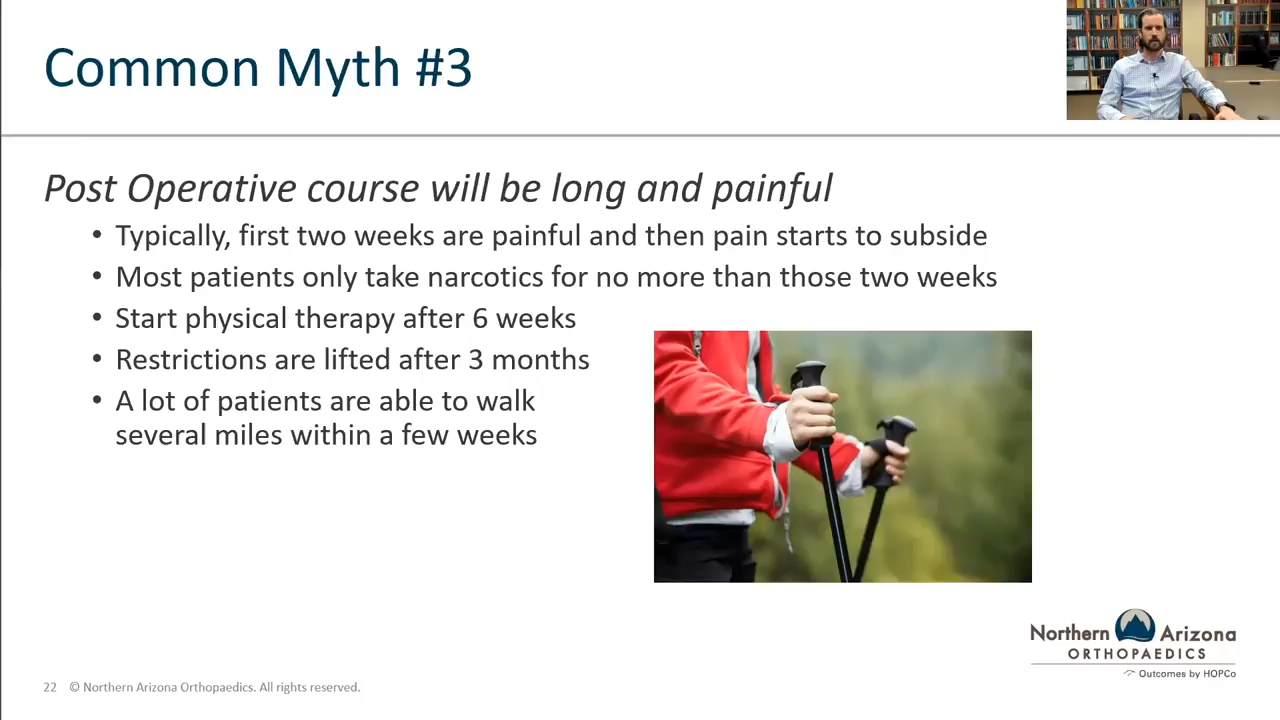 Common Myth #3
Post Operative course will be long and painful
• Typically, first two weeks are painful and then pain starts to subside
• Most patients only take narcotics for no more than those two weeks
• Start physical therapy after 6 weeks
• Restrictions are lifted after 3 months
• A lot of patients are able to walk
several miles within a few weeks
Northern Arizona
ORTHOPAEDICS
Outcomes by HOPCo
22 © Northern Arizona Orthopaedics. All rights reserved.